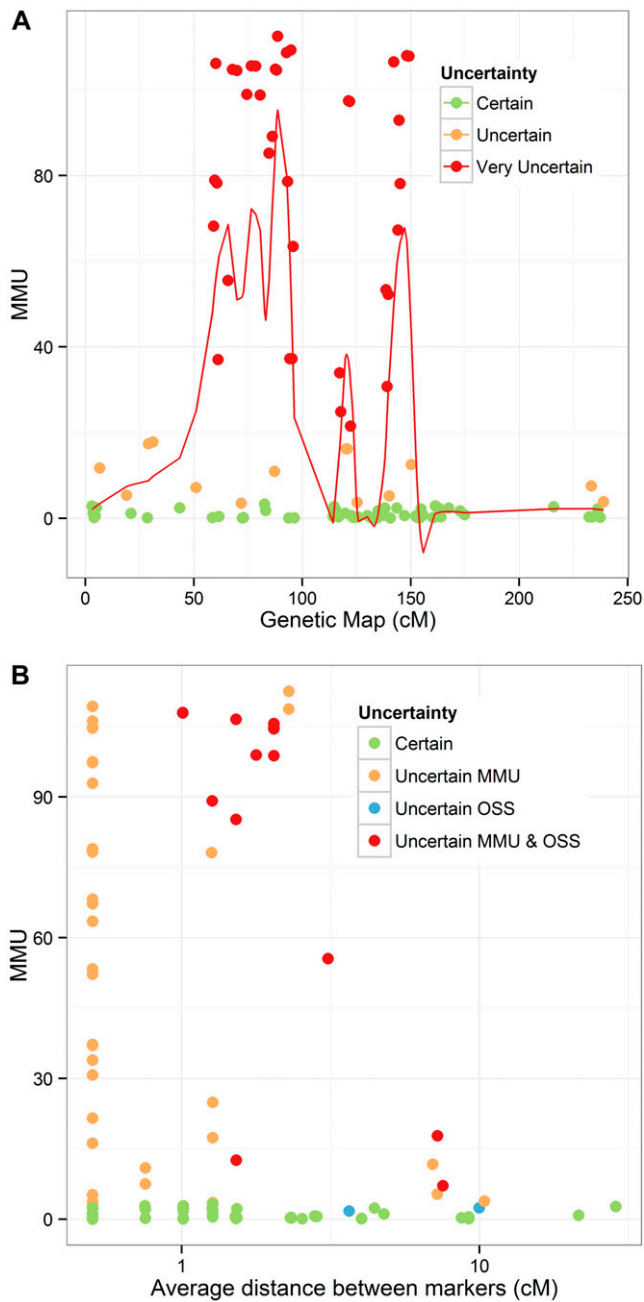 A
Uncertainty
Certain
Uncertain
Very Uncertain
MMU
80
40
0
0
50
100
150
200
250
Genetic Map (cM)
B
Uncertainty
Certain
Uncertain MMU
Uncertain OSS
Uncertain MMU & OSS
MMU
90
60
30
0
1
10
Average distance between markers (cM)